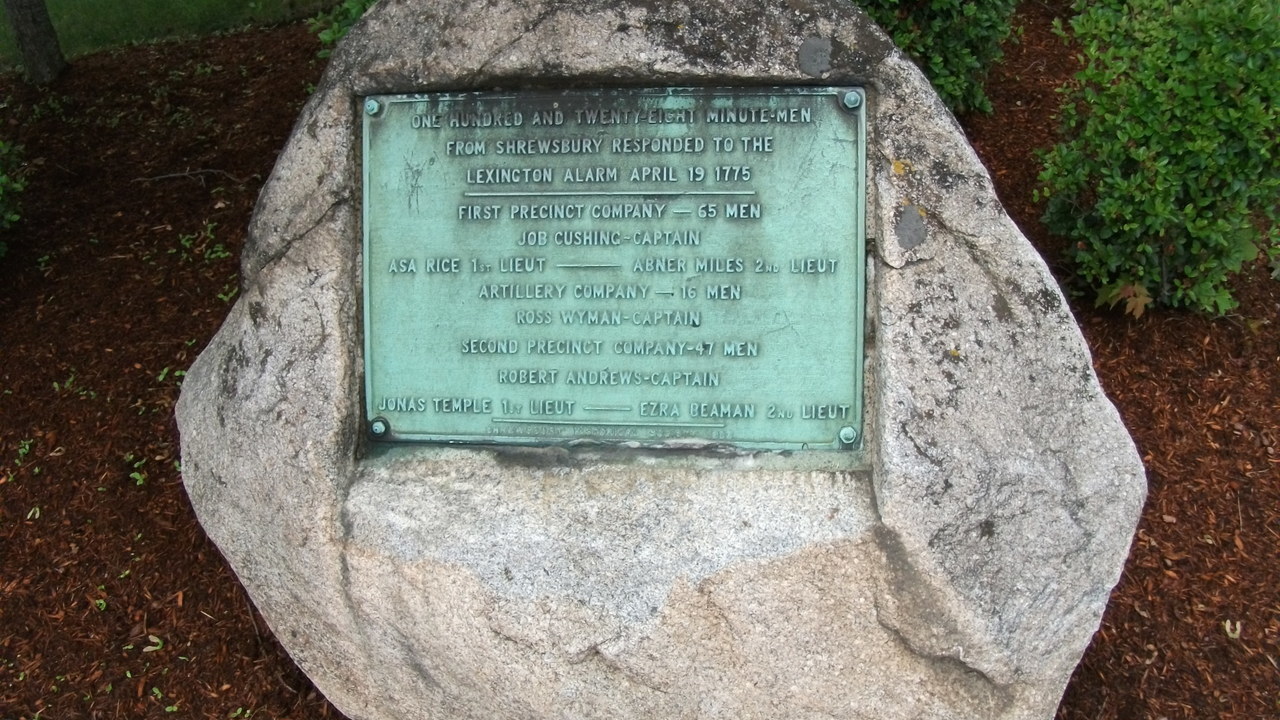 ONE HUNDRED AND TWENTY-EIGHT MINUTE-MEN
FROM SHREWSBURY RESPONDED TO THE
LEXINGTON ALARM APRIL 19 1775
FIRST PRECINCT COMPANY — 65 MEN
JOB CUSHING-CAPTAIN
ASA RICE 1ST LIEUT — ABNER MILES 2ND LIEUT
ARTILLERY COMPANY — 16 MEN
ROSS WYMAN-CAPTAIN
SECOND PRECINCT COMPANY-47 MEN
ROBERT ANDREWS-CAPTAIN
JONAS TEMPLE 1ST LIEUT — EZRA BEAMAN 2ND LIEUT
SHREWSBURY HISTORICAL